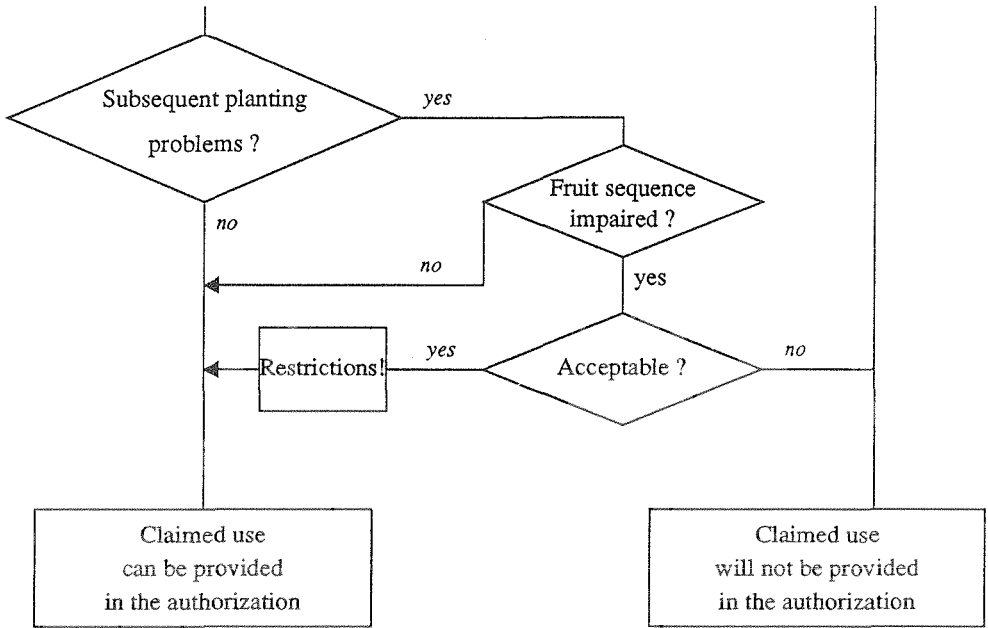 Subsequent planting
problems ?
yes
no
Fruit sequence
impaired ?
no
yes
Acceptable ?
yes
Restrictions!
no
Claimed use
can be provided
in the authorization
Claimed use
will not be provided
in the authorization